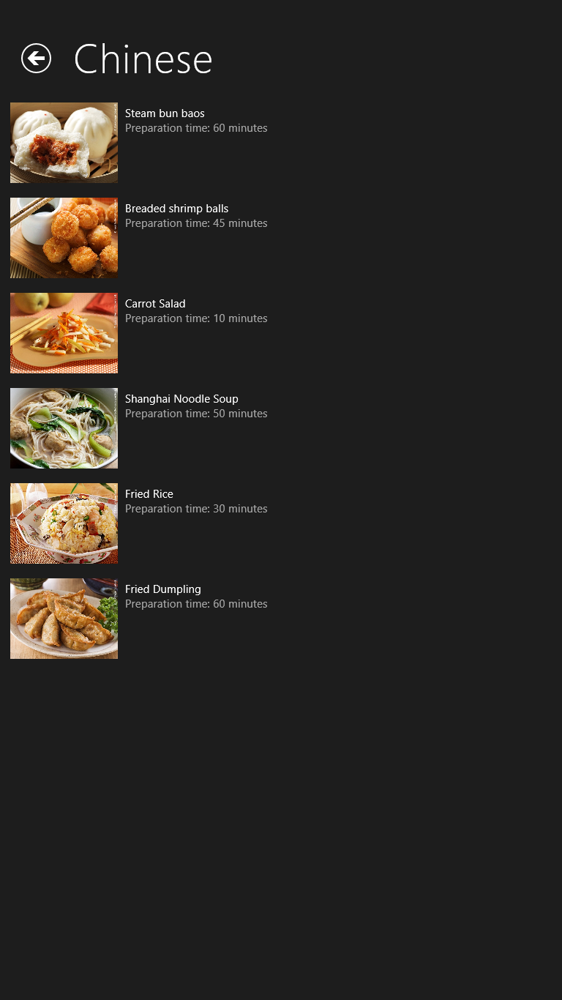 Chinese
Steam bun baos
Preparation time: 60 minutes
Breaded shrimp balls
Preparation time: 45 minutes
Carrot Salad
Preparation time: 10 minutes
Shanghai Noodle Soup
Preparation time: 50 minutes
Fried Rice
Preparation time: 30 minutes
Fried Dumpling
Preparation time: 60 minutes